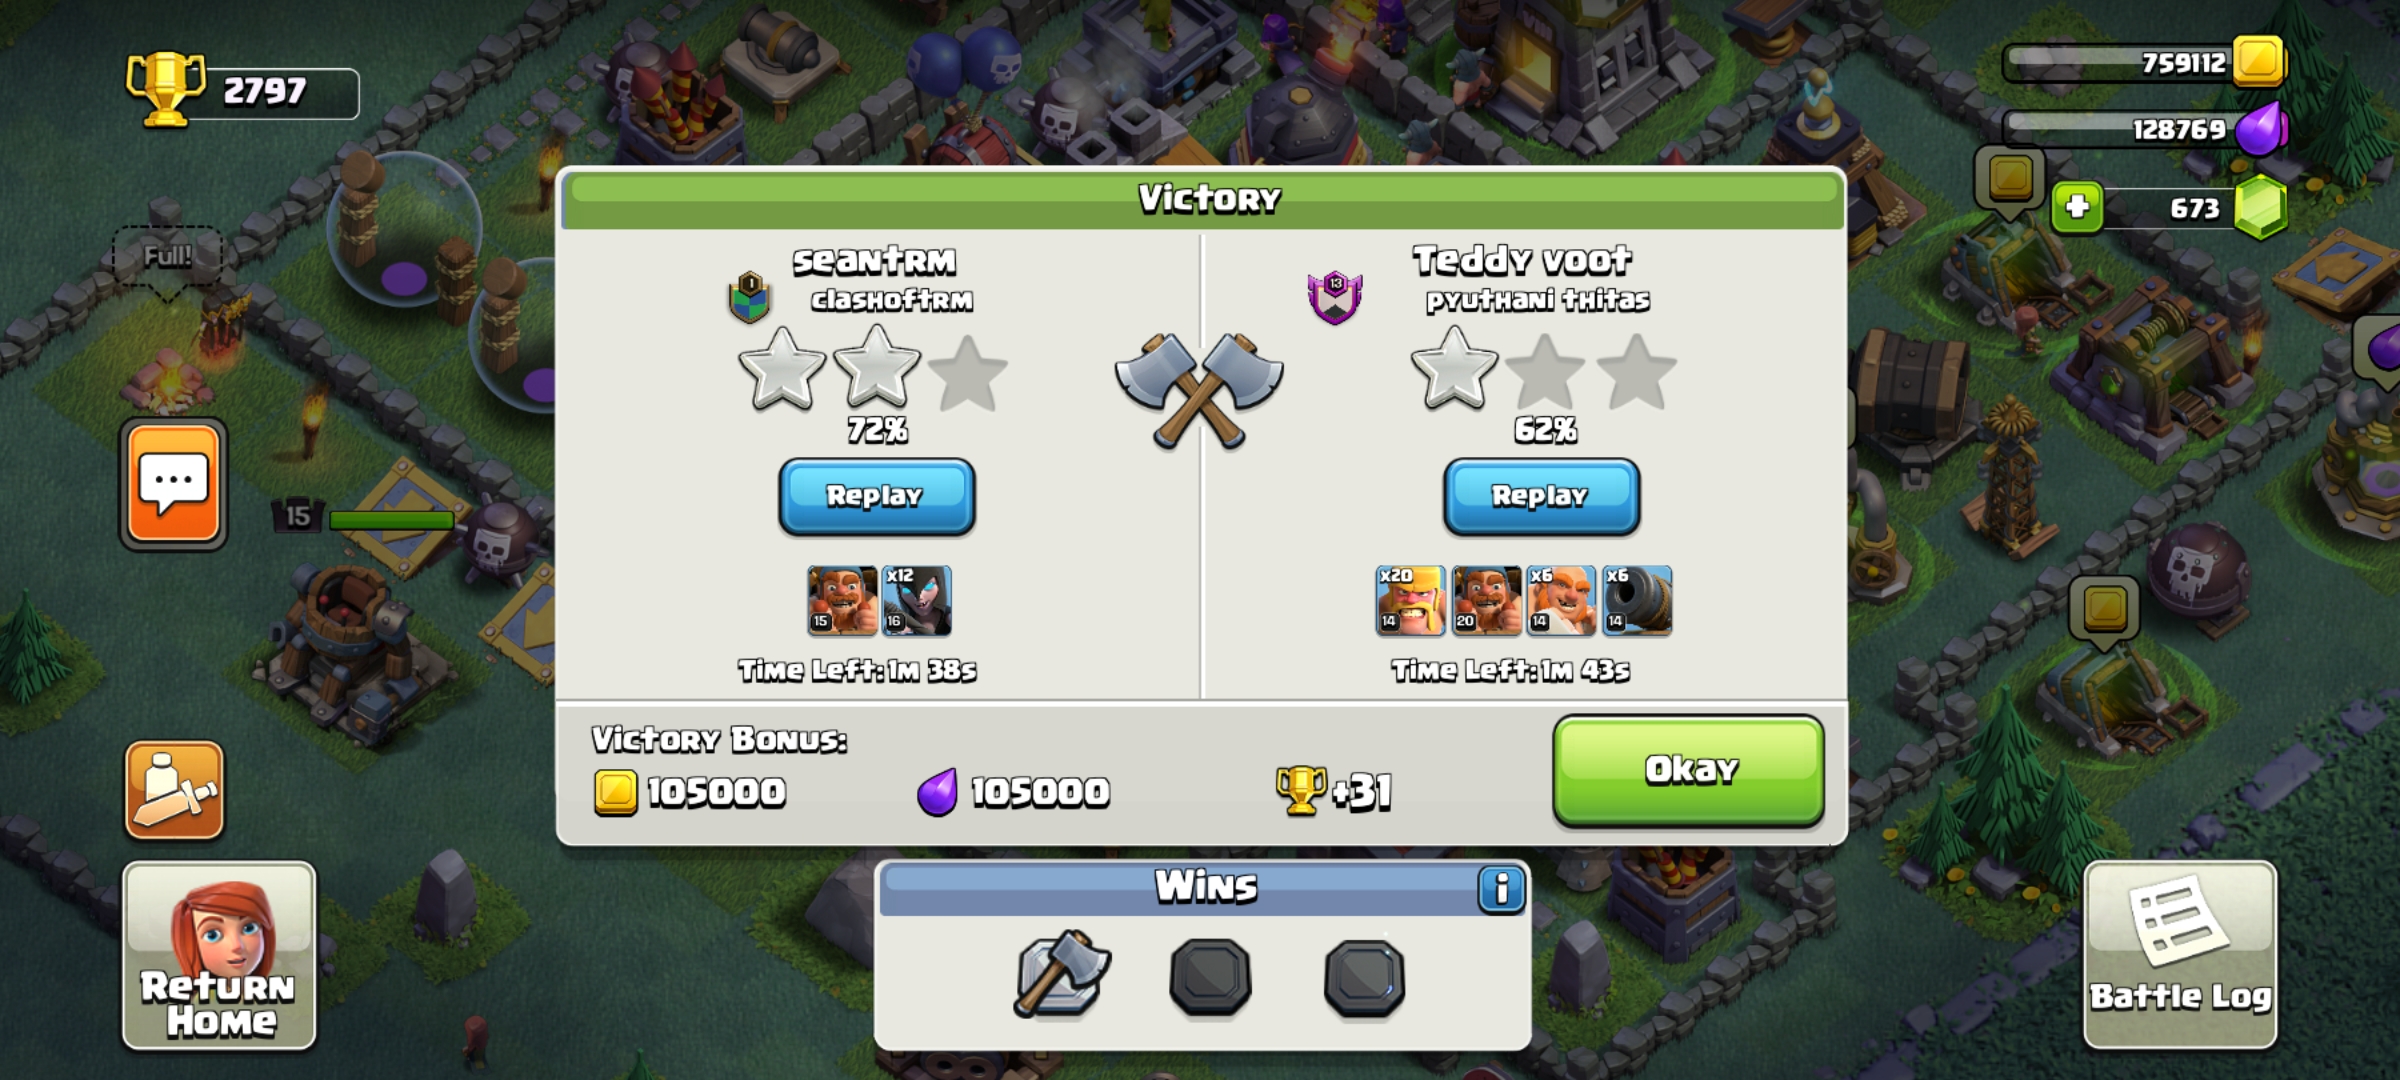 2797
759112
128769
673
Full!
15
Victory
seantrm
1
clashoftrm
72%
Replay
15
x12
16
Time Left:1m 38s
Teddy voot
13
pyuthani thitas
62%
Replay
x20
14
20
x6
14
x6
14
Time Left:1m 43s
Victory Bonus:
105000
105000
+31
Okay
Wins
i
Return
Home
Battle Log